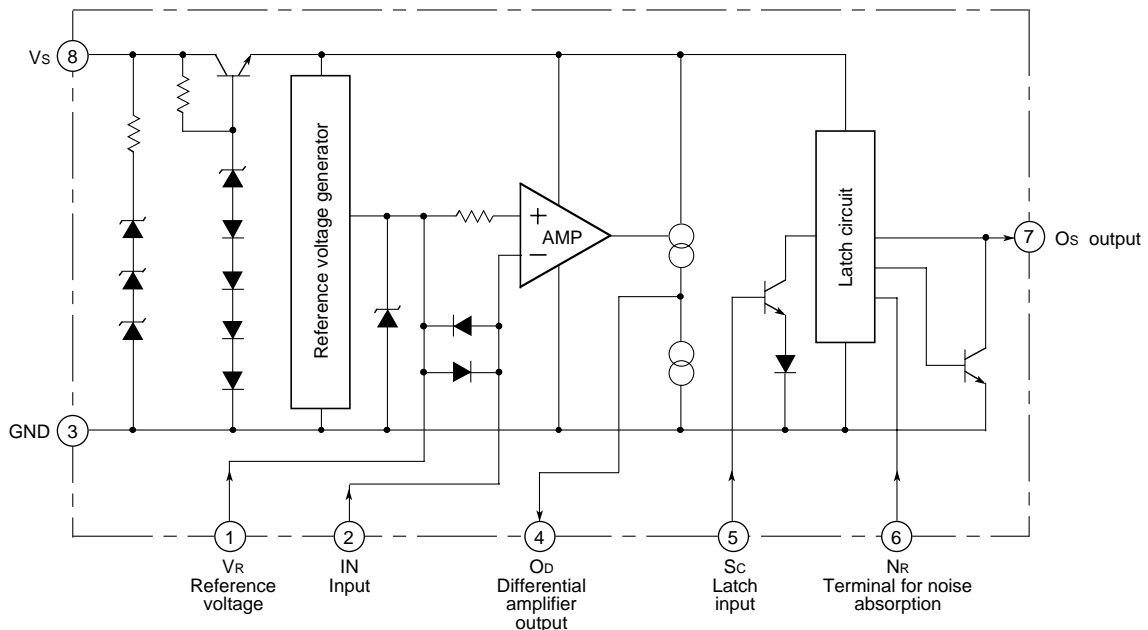 Vs 8
Reference voltage generator
+
AMP
−
Latch circuit
7 Os output
GND 3
1
VR
Reference
voltage
2
IN
Input
4
OD
Differential
amplifier
output
5
SC
Latch
input
6
NR
Terminal for noise
absorption